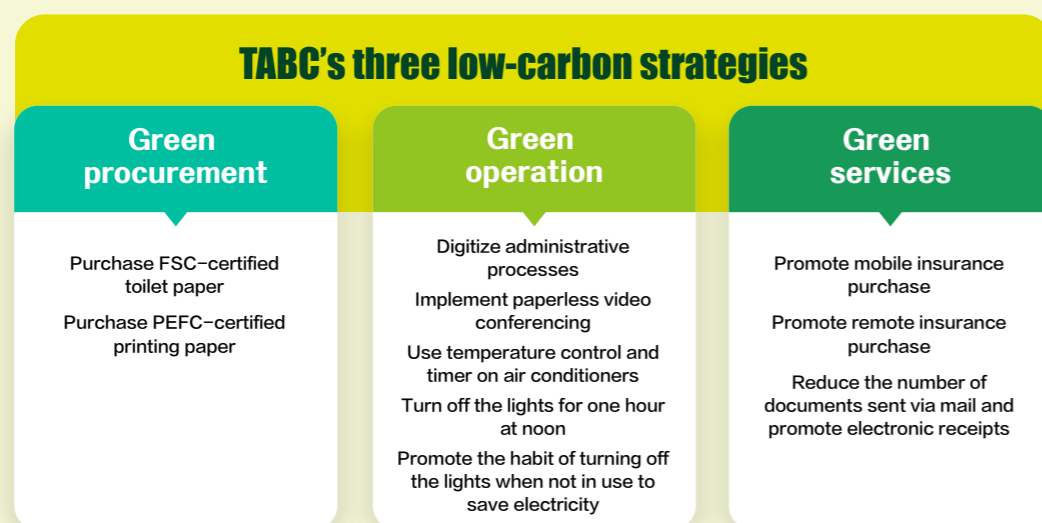 TABC's three low-carbon strategies
Green
procurement
Purchase FSC-certified
toilet paper
Purchase PEFC-certified
printing paper
Green
operation
Digitize administrative
processes
Implement paperless video
conferencing
Use temperature control and
timer on air conditioners
Turn off the lights for one hour
at noon
Promote the habit of turning off
the lights when not in use to
save electricity
Green
services
Promote mobile insurance
purchase
Promote remote insurance
purchase
Reduce the number of
documents sent via mail and
promote electronic receipts